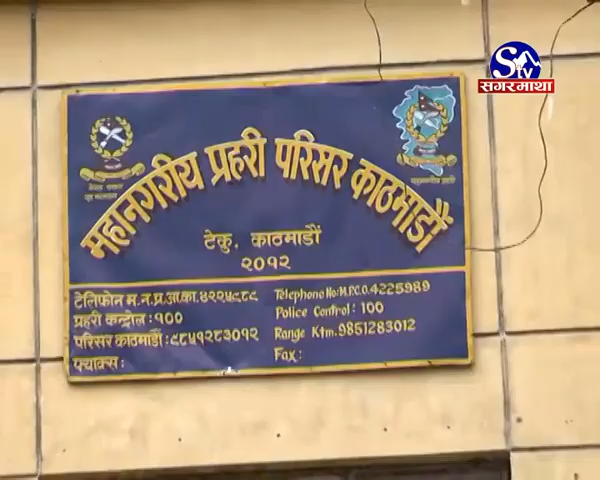 S
tv
सगरमाथा
महानगरीय प्रहरी परिसर काठमाडौं
टेकु, काठमाडौं
२०१२
टेलिफोन म.न.प्र.आ.का.४२२५९८९
प्रहरी कन्ट्रोल : १००
परिसर काठमाडौं : ९८५१२८३०१२
फ्याक्स :
Telephone No: M.P.C.O. 4225989
Police Control : 100
Range Ktm. 9851283012
Fax :